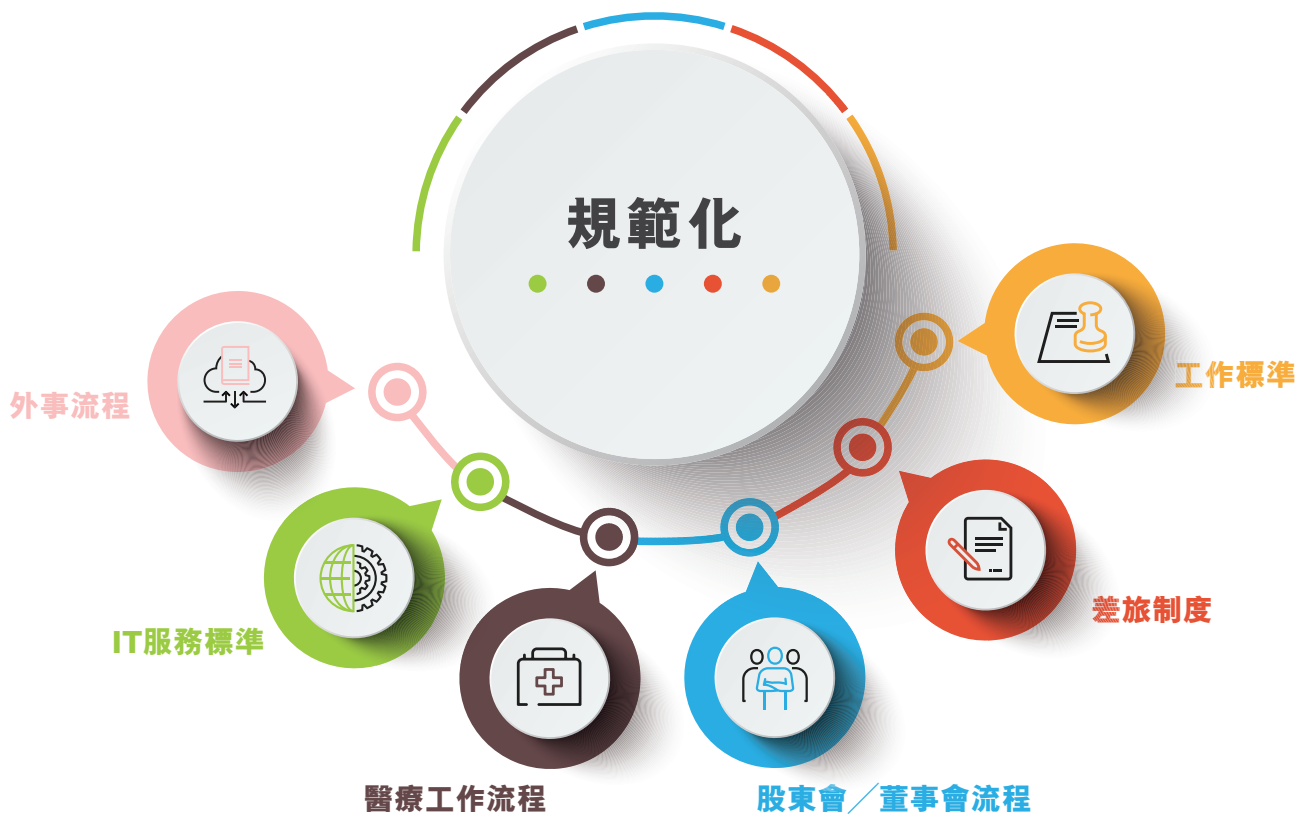 規範化
外事流程
IT服務標準
醫療工作流程
股東會／董事會流程
差旅制度
工作標準